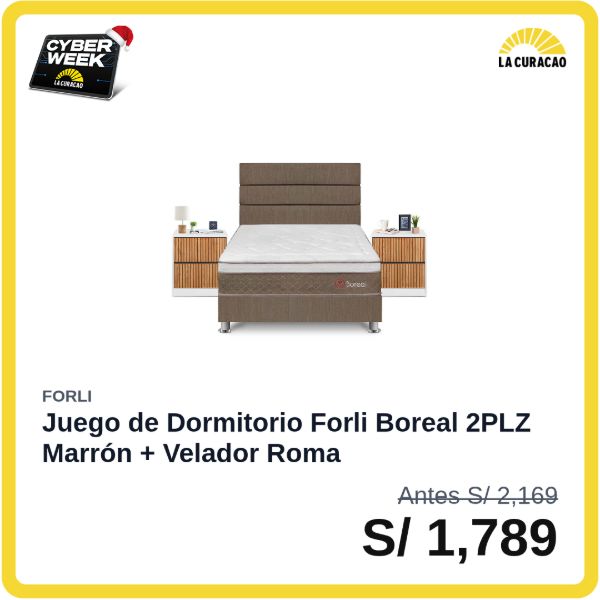 CYBER
WEEK
LA CURACAO
LA CURACAO
Boreal
FORLI
Juego de Dormitorio Forli Boreal 2PLZ
Marrón + Velador Roma
Antes S/ 2,169
S/ 1,789